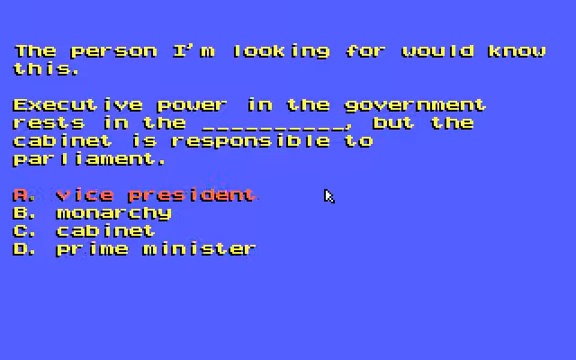 The person I'm looking for would know
this.
Executive power in the government
rests in the __________, but the
cabinet is responsible to
parliament.
A. vice president
B. monarchy
C. cabinet
D. prime minister